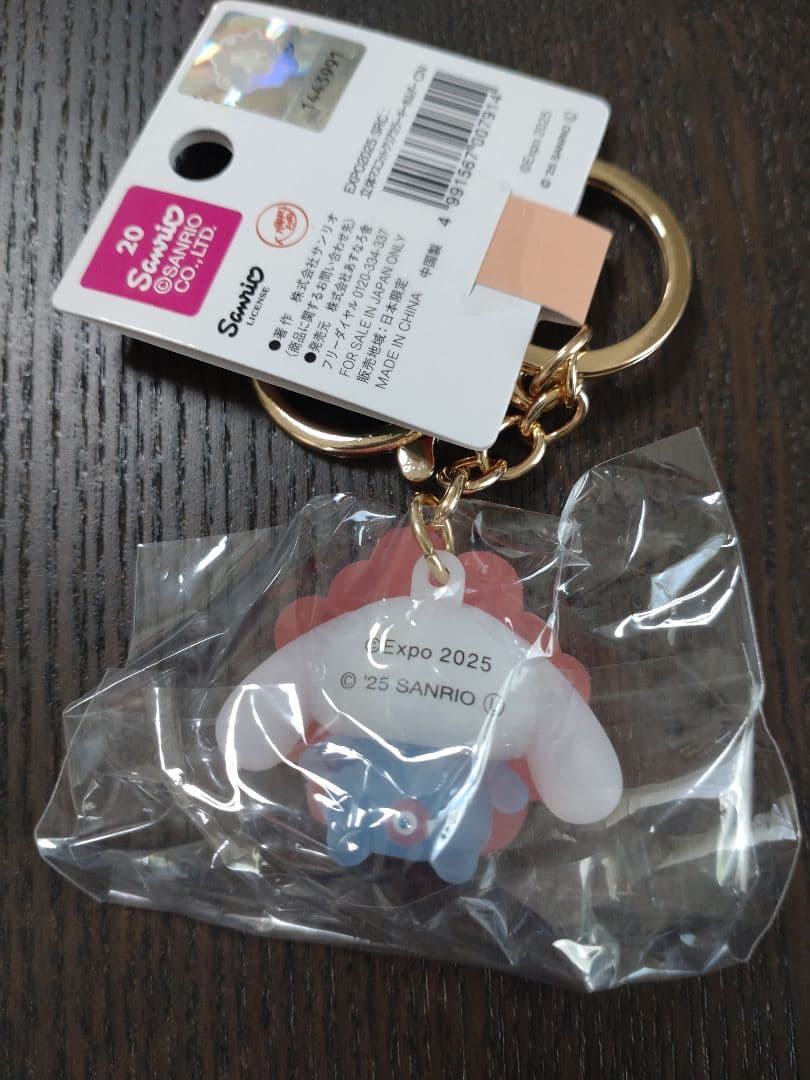 1443991
20
Sanrio
©SANRIO
CO.,LTD.
Sanrio
LICENSE
●著作 株式会社サンリオ
(商品に関するお問い合わせ先)
●発売元 株式会社あすなろ舎
フリーダイヤル 0120-334-337
FOR SALE IN JAPAN ONLY
販売地域:日本限定
MADE IN CHINA 中国製
EXPO2025 SRC:
CN
4 991567 007914
©Expo 2025
© '25 SANRIO Ⓛ
©Expo 2025
© '25 SANRIO Ⓛ